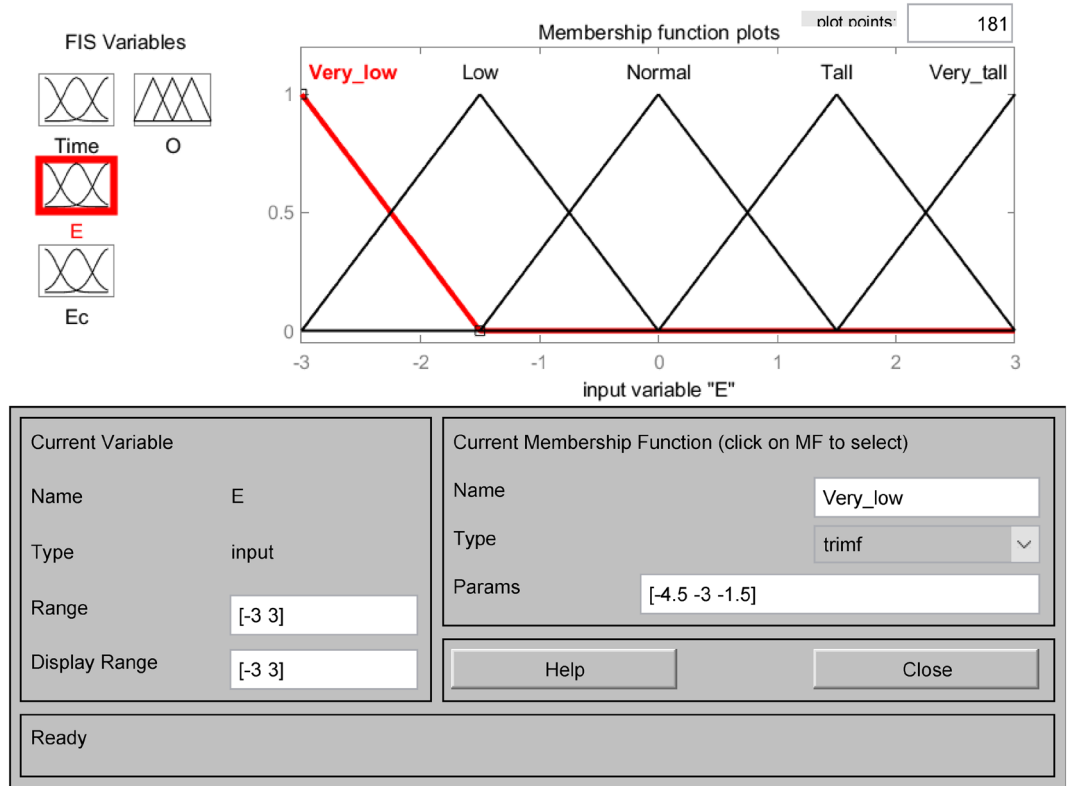 FIS Variables
Time
O
E
Ec
Membership function plots
plot points:
181
Very_low
Low
Normal
Tall
Very_tall
1
0.5
0
-3
-2
-1
0
1
2
3
input variable "E"
Current Variable
Name
E
Type
input
Range
[-3 3]
Display Range
[-3 3]
Current Membership Function (click on MF to select)
Name
Very_low
Type
trimf
Params
[-4.5 -3 -1.5]
Help
Close
Ready